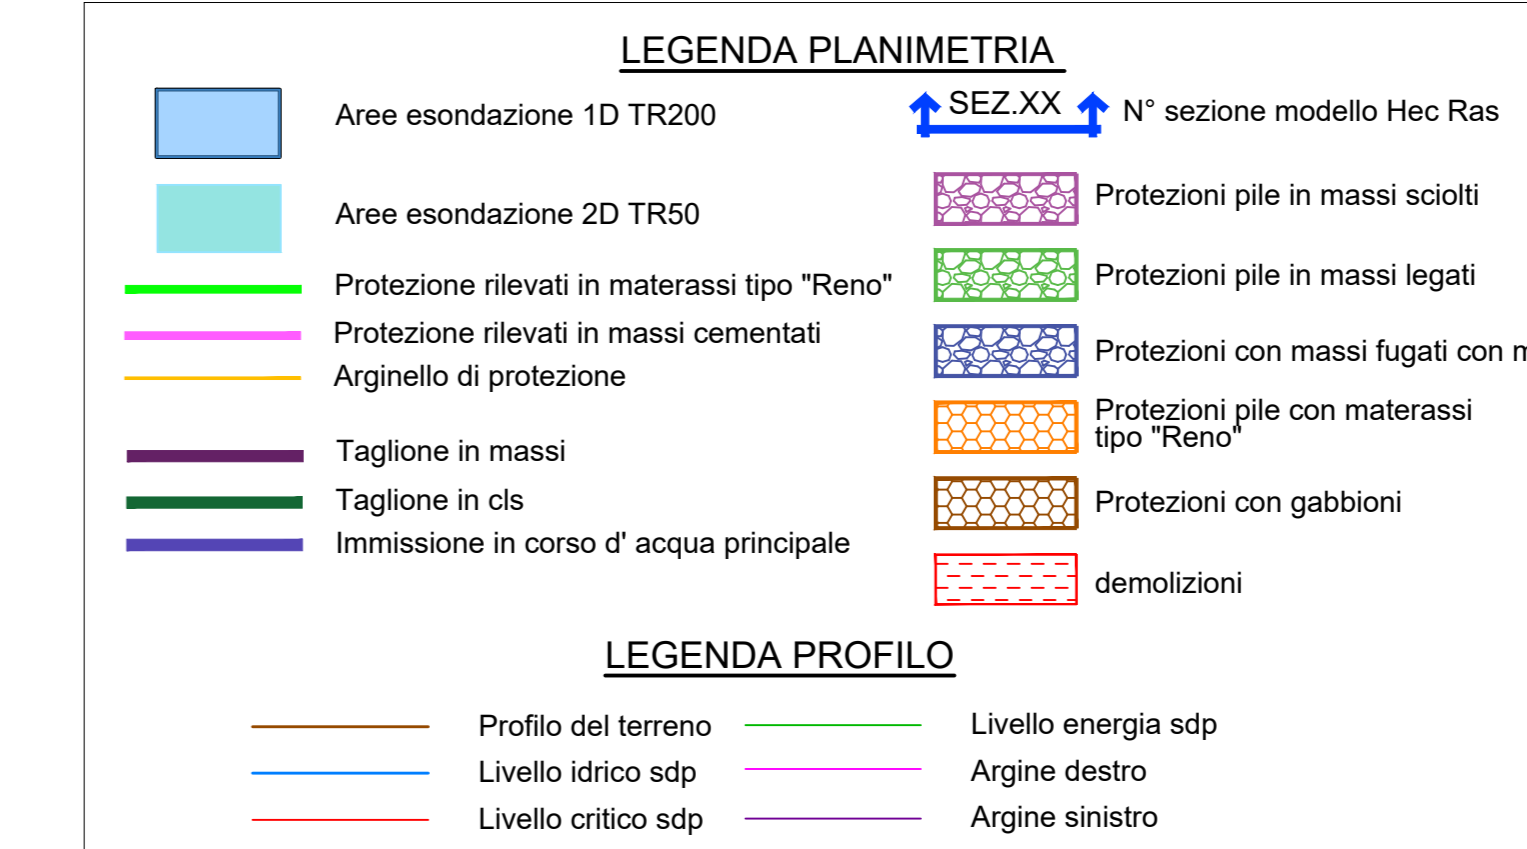 LEGENDA PLANIMETRIA
Aree esondazione 1D TR200
Aree esondazione 2D TR50
Protezione rilevati in materassi tipo "Reno"
Protezione rilevati in massi cementati
Arginello di protezione
Taglione in massi
Taglione in cls
Immissione in corso d' acqua principale
SEZ.XX
N° sezione modello Hec Ras
Protezioni pile in massi sciolti
Protezioni pile in massi legati
Protezioni con massi fugati con
Protezioni pile con materassi
tipo "Reno"
Protezioni con gabbioni
demolizioni
LEGENDA PROFILO
Profilo del terreno
Livello idrico sdp
Livello critico sdp
Livello energia sdp
Argine destro
Argine sinistro